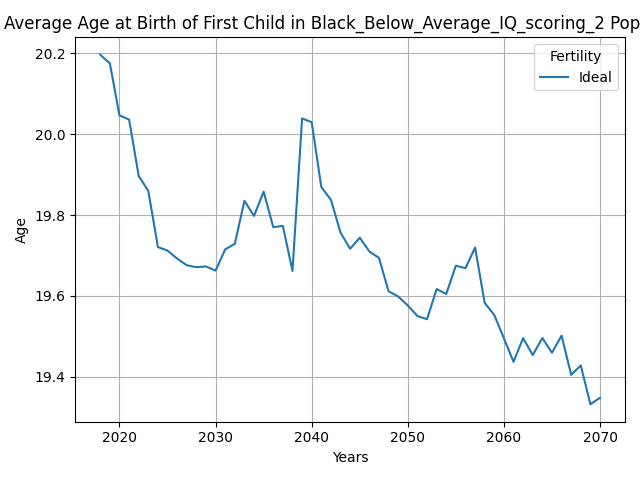 Average Age at Birth of First Child in Black_Below_Average_IQ_scoring_2 Pop
Fertility
Ideal
20.2
20.0
19.8
19.6
19.4
Age
2020 2030 2040 2050 2060 2070
Years